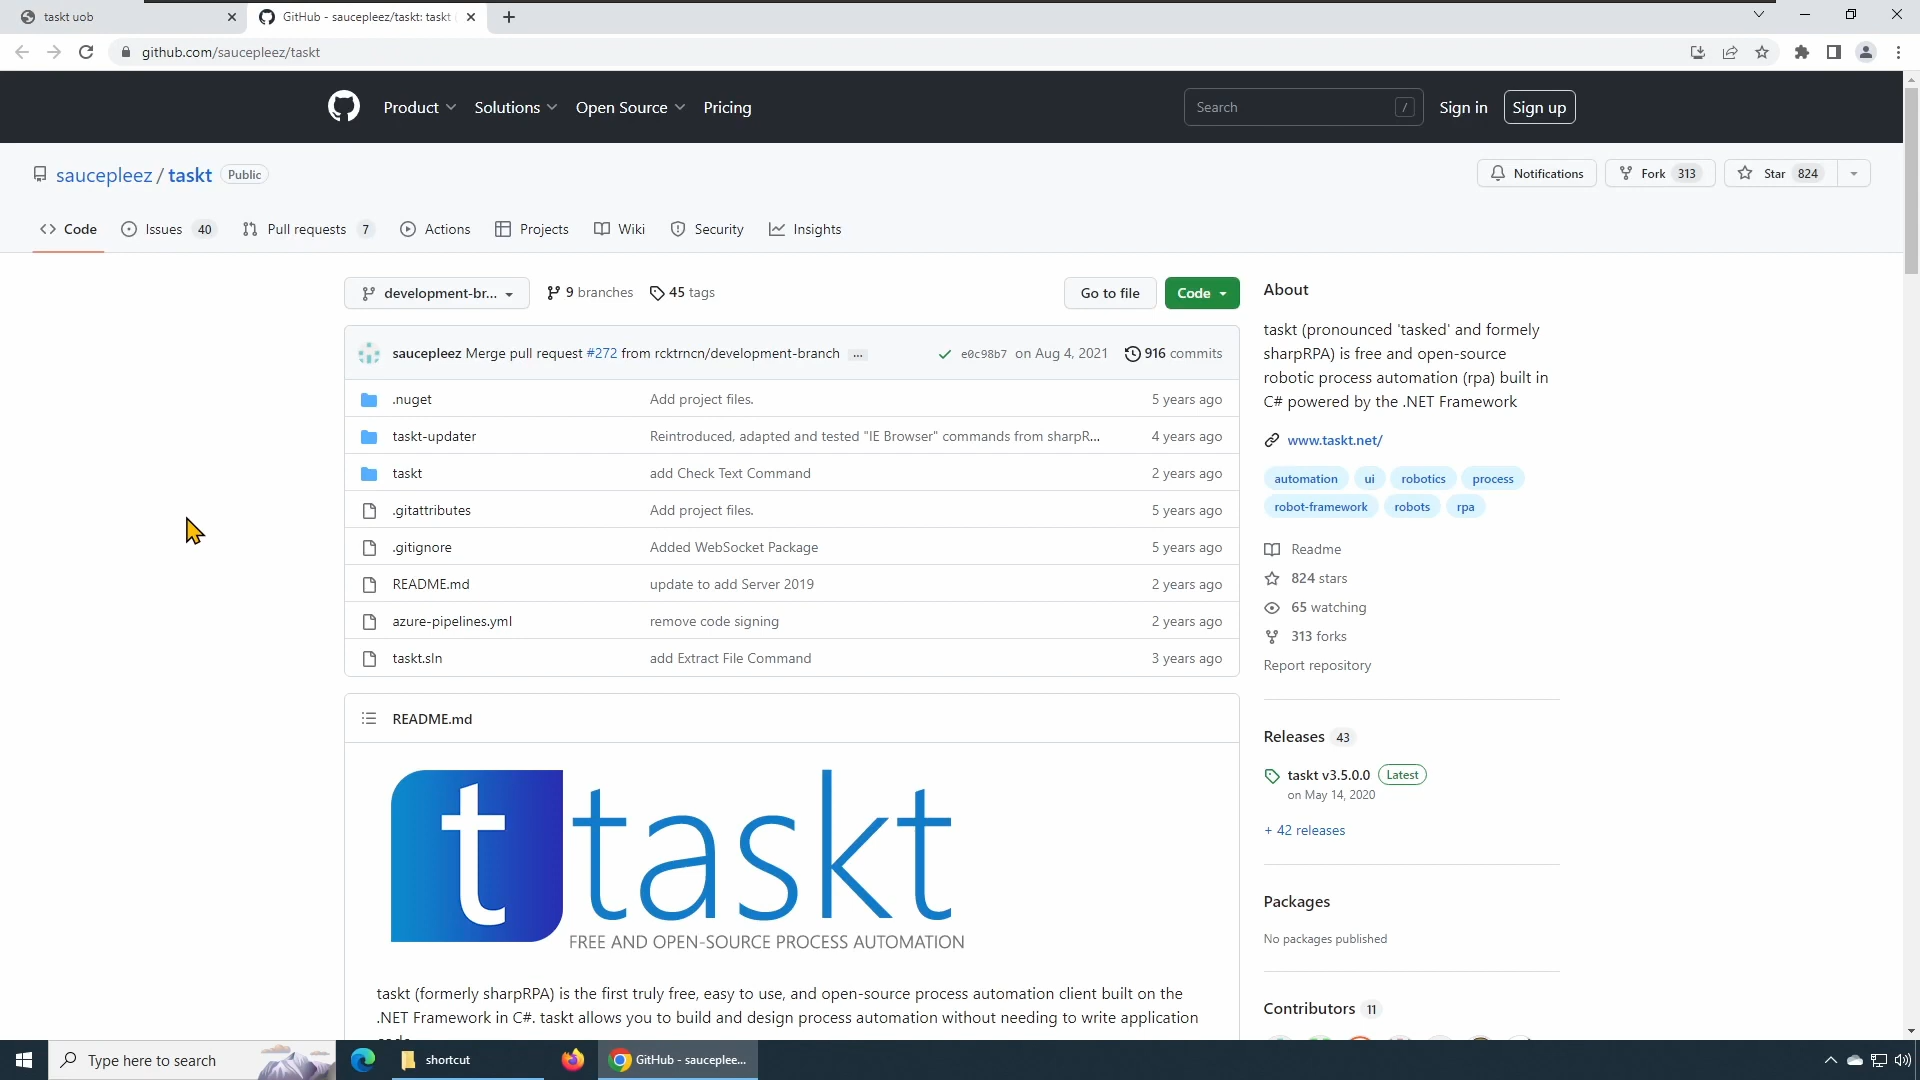 taskt uob
GitHub - saucepleez/taskt: taskt
github.com/saucepleez/taskt
Product Solutions Open Source Pricing Search / Sign in Sign up
saucepleez / taskt Public
Notifications Fork 313 Star 824
Code Issues 40 Pull requests 7 Actions Projects Wiki Security Insights
development-br... 9 branches 45 tags Go to file Code
saucepleez Merge pull request #272 from rcktrncn/development-branch ... e0c98b7 on Aug 4, 2021 916 commits
.nuget Add project files. 5 years ago
taskt-updater Reintroduced, adapted and tested "IE Browser" commands from sharpR... 4 years ago
taskt add Check Text Command 2 years ago
.gitattributes Add project files. 5 years ago
.gitignore Added WebSocket Package 5 years ago
README.md update to add Server 2019 2 years ago
azure-pipelines.yml remove code signing 2 years ago
taskt.sln add Extract File Command 3 years ago
README.md
t taskt
FREE AND OPEN-SOURCE PROCESS AUTOMATION
taskt (formerly sharpRPA) is the first truly free, easy to use, and open-source process automation client built on the
.NET Framework in C#. taskt allows you to build and design process automation without needing to write application
About
taskt (pronounced 'tasked' and formely
sharpRPA) is free and open-source
robotic process automation (rpa) built in
C# powered by the .NET Framework
www.taskt.net/
automation ui robotics process
robot-framework robots rpa
Readme
824 stars
65 watching
313 forks
Report repository
Releases 43
taskt v3.5.0.0 Latest
on May 14, 2020
+ 42 releases
Packages
No packages published
Contributors 11
Type here to search
shortcut
GitHub - sauceplee...